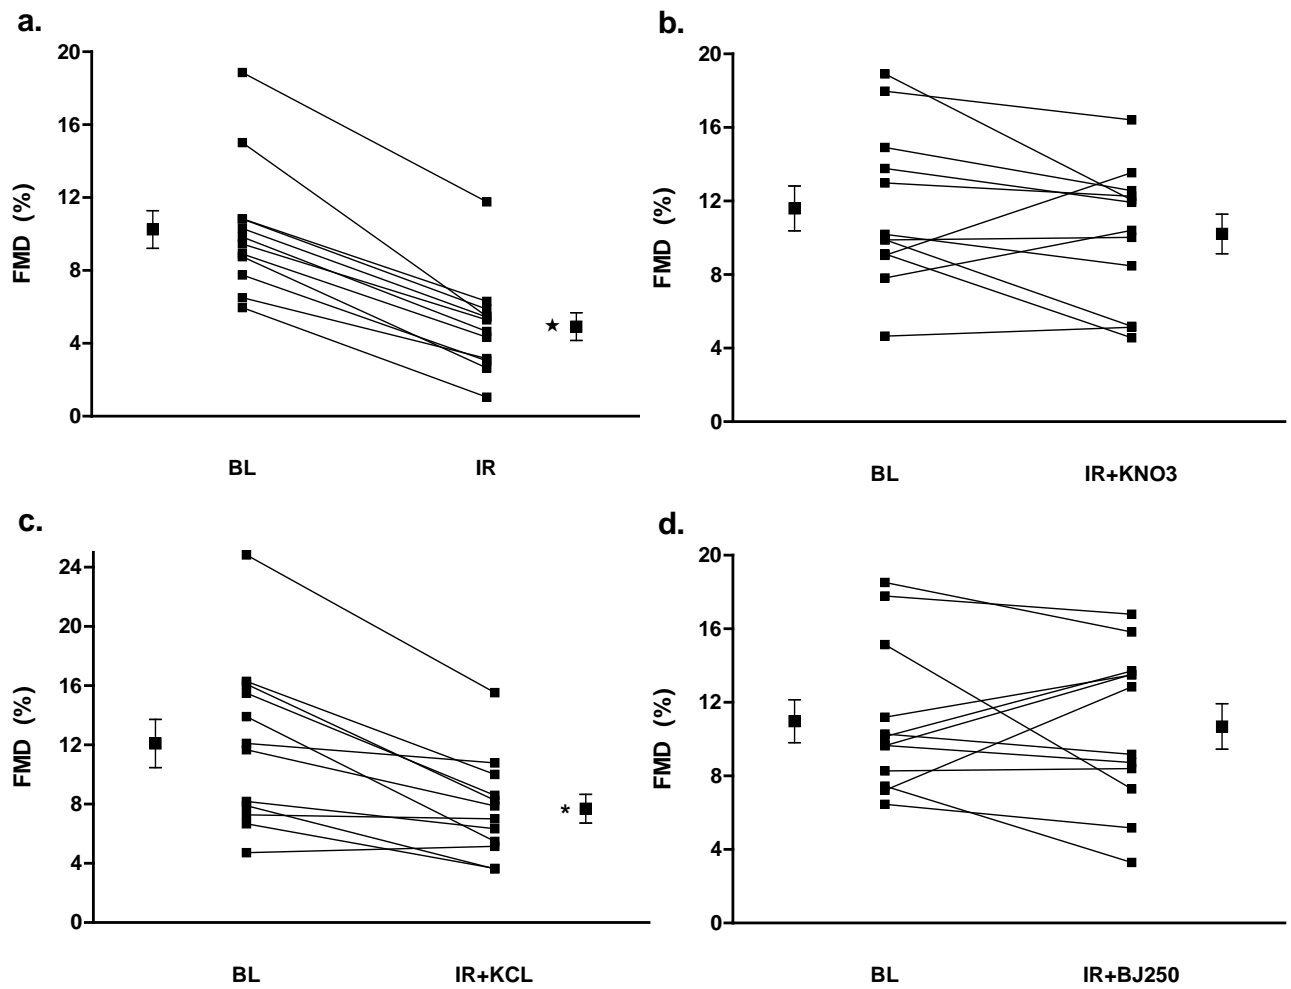 a.
FMD (%)
20
16
12
8
4
0
★
BL IR
b.
FMD (%)
20
16
12
8
4
0
BL IR+KNO3
c.
FMD (%)
24
20
16
12
8
4
0
*
BL IR+KCL
d.
FMD (%)
20
16
12
8
4
0
BL IR+BJ250